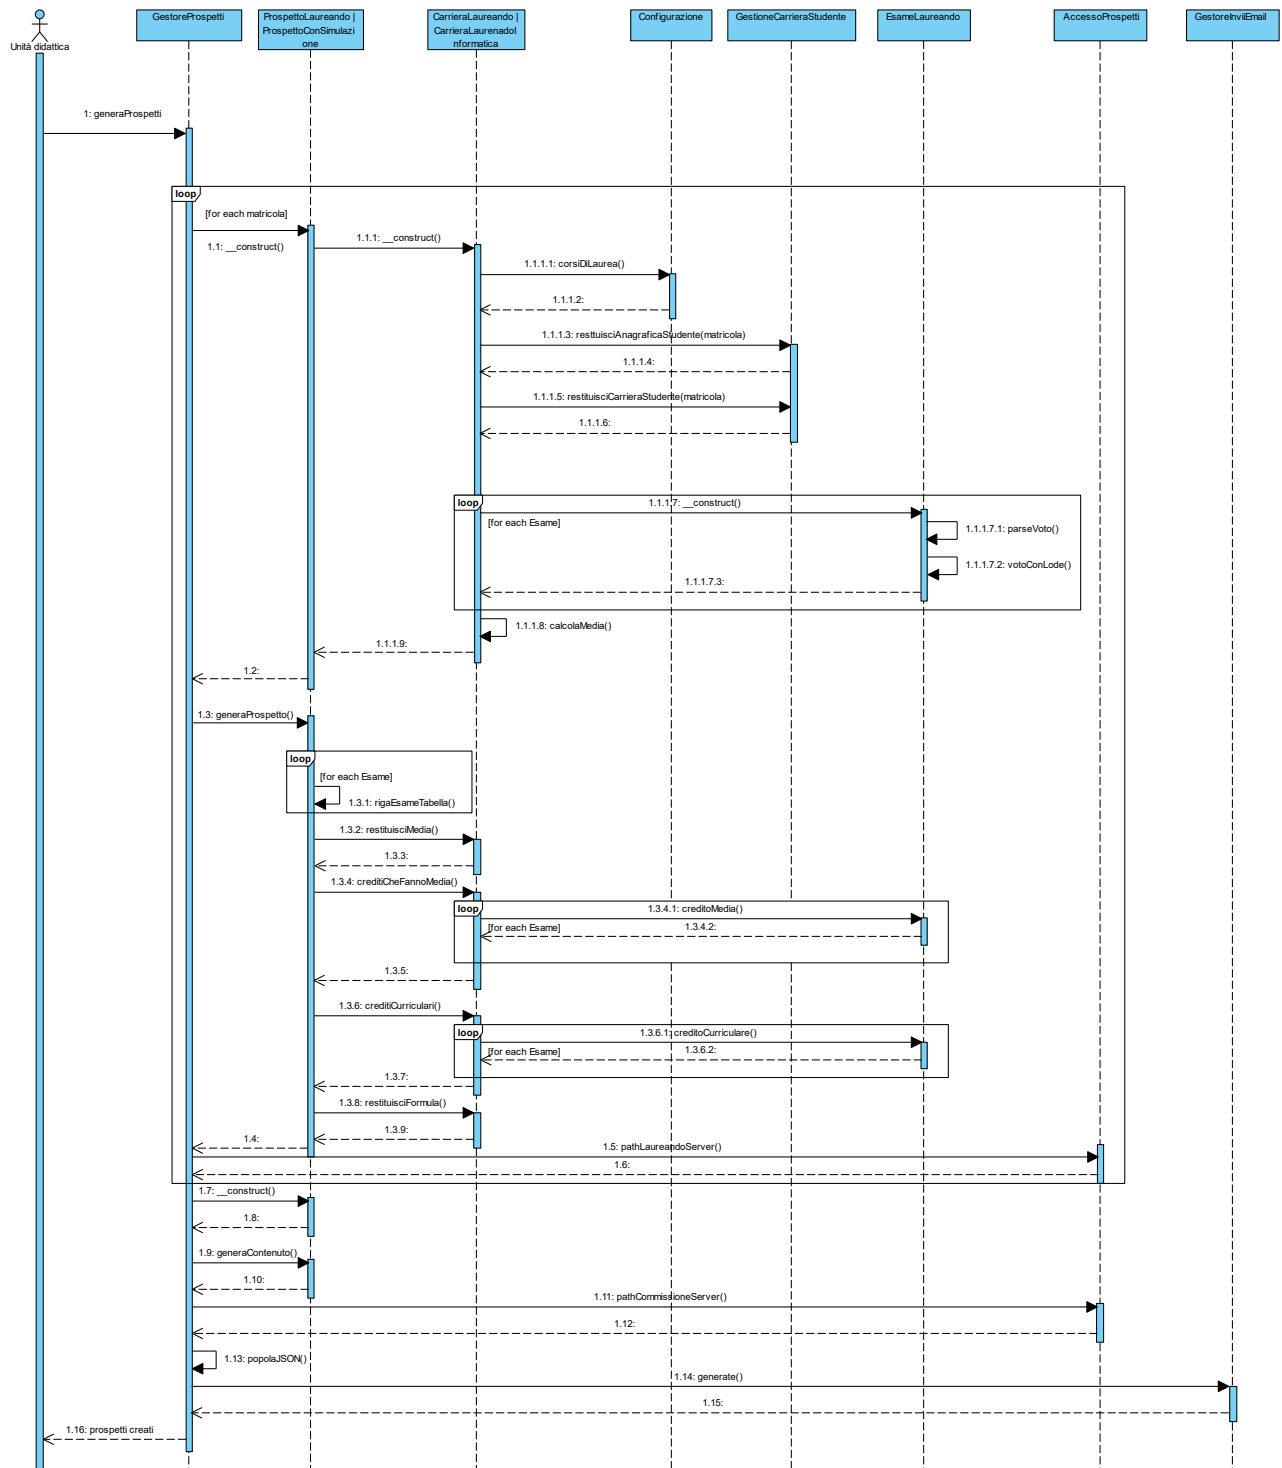 GestoreProspetti
ProspettoLaureando |
ProspettoConSimulazi
one
CarrieraLaureando |
CarrieraLaurenadoI
nformatica
Configurazione
GestioneCarrieraStudente
EsameLaureando
AccessoProspetti
GestoreInviiEmail
Unità didattica
1: generaProspetti
loop
[for each matricola]
1.1: __construct()
1.1.1: __construct()
1.1.1.1: corsiDiLaurea()
1.1.1.2:
1.1.1.3: resttuisciAnagraficaStudente(matricola)
1.1.1.4:
1.1.1.5: restituisciCarrieraStudente(matricola)
1.1.1.6:
loop
1.1.1.7: __construct()
[for each Esame]
1.1.1.7.1: parseVoto()
1.1.1.7.2: votoConLode()
1.1.1.7.3:
1.1.1.8: calcolaMedia()
1.1.1.9:
1.2:
1.3: generaProspetto()
loop
[for each Esame]
1.3.1: rigaEsameTabella()
1.3.2: restituisciMedia()
1.3.3:
1.3.4: creditiCheFannoMedia()
loop
1.3.4.1: creditoMedia()
[for each Esame]
1.3.4.2:
1.3.5:
1.3.6: creditiCurriculari()
loop
1.3.6.1: creditoCurriculare()
[for each Esame]
1.3.6.2:
1.3.7:
1.3.8: restituisciFormula()
1.3.9:
1.4:
1.5: pathLaureandoServer()
1.6:
1.7: __construct()
1.8:
1.9: generaContenuto()
1.10:
1.11: pathCommissioneServer()
1.12:
1.13: popolaJSON()
1.14: generate()
1.15:
1.16: prospetti creati